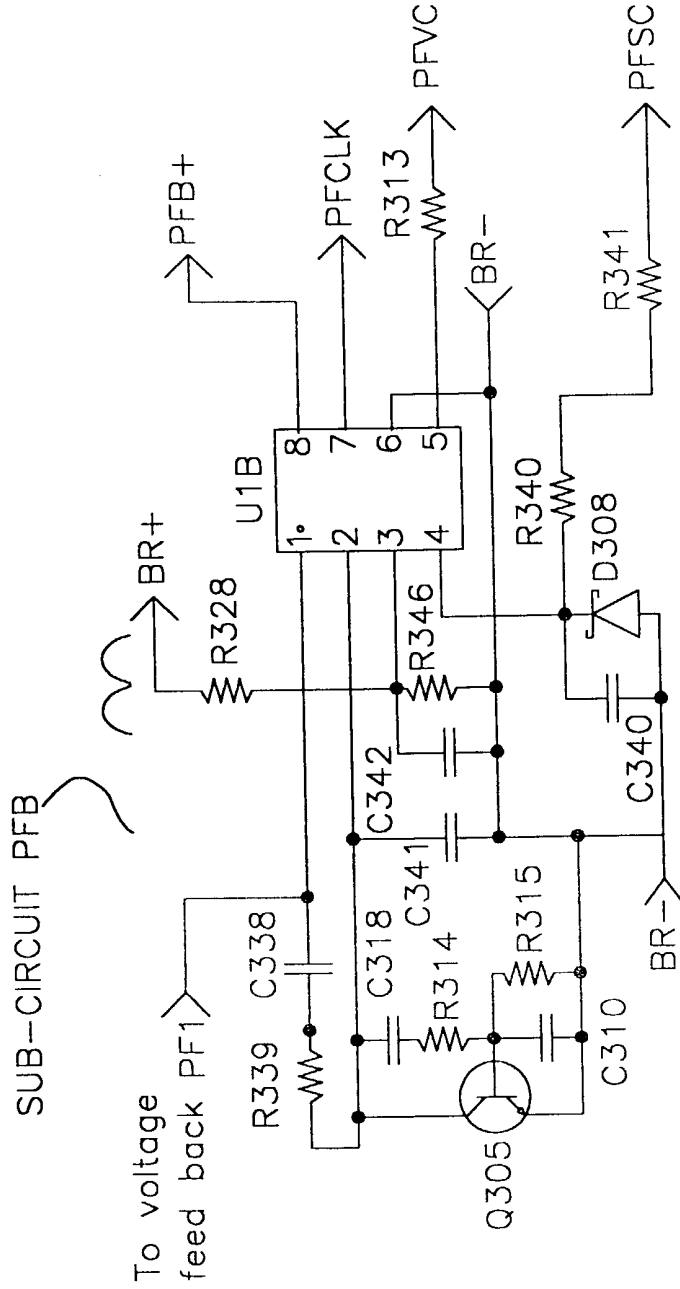 SUB-CIRCUIT PFB
To voltage
feed back PF1
BR+
PFB+
PFCLK
PFVC
PFSC
R328
U1B
1
2
3
4
8
7
6
5
R313
BR-
R339
C338
C318
R314
C341
C342
R346
R340
D308
R341
Q305
R315
C310
C340
BR-